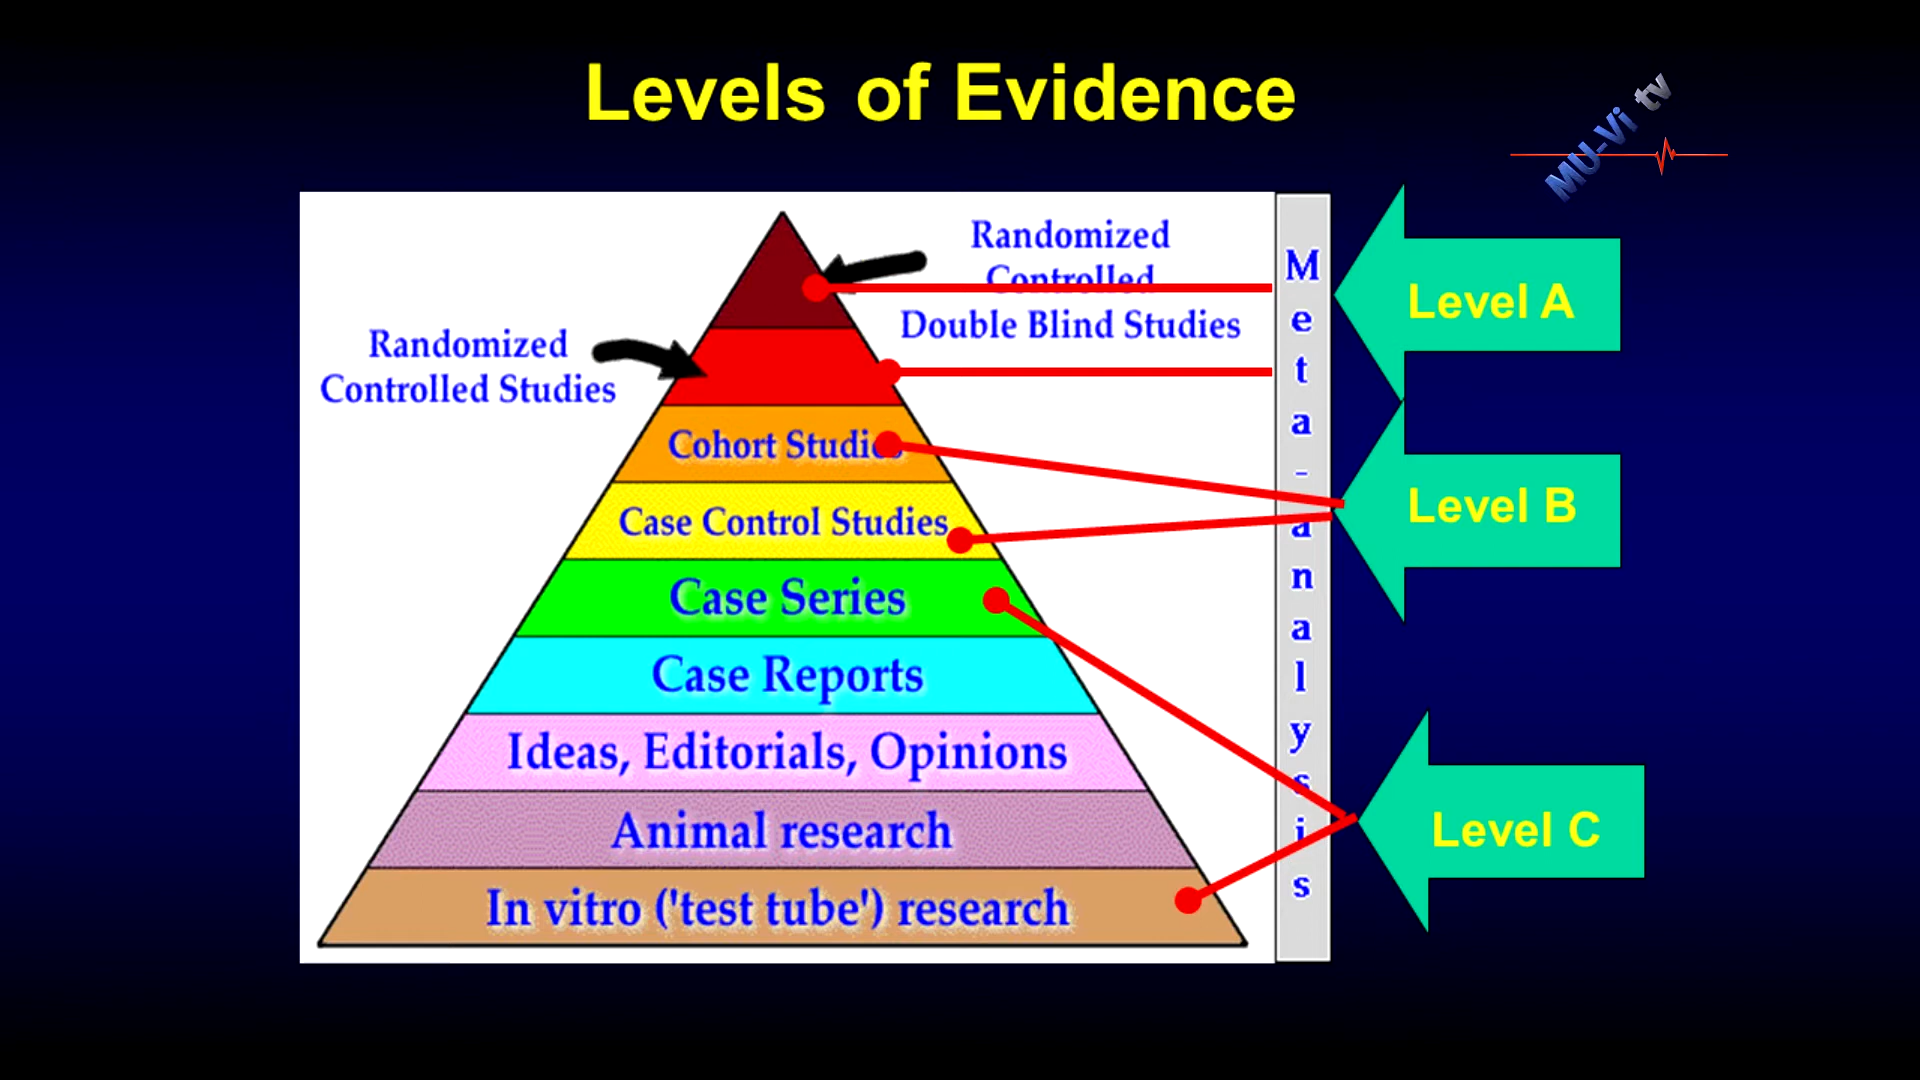 Levels of Evidence
MU-Vi tv
Randomized
Controlled
Double Blind Studies
Randomized
Controlled Studies
Cohort Studies
Case Control Studies
Case Series
Case Reports
Ideas, Editorials, Opinions
Animal research
In vitro ('test tube') research
Meta-analysis
Level A
Level B
Level C